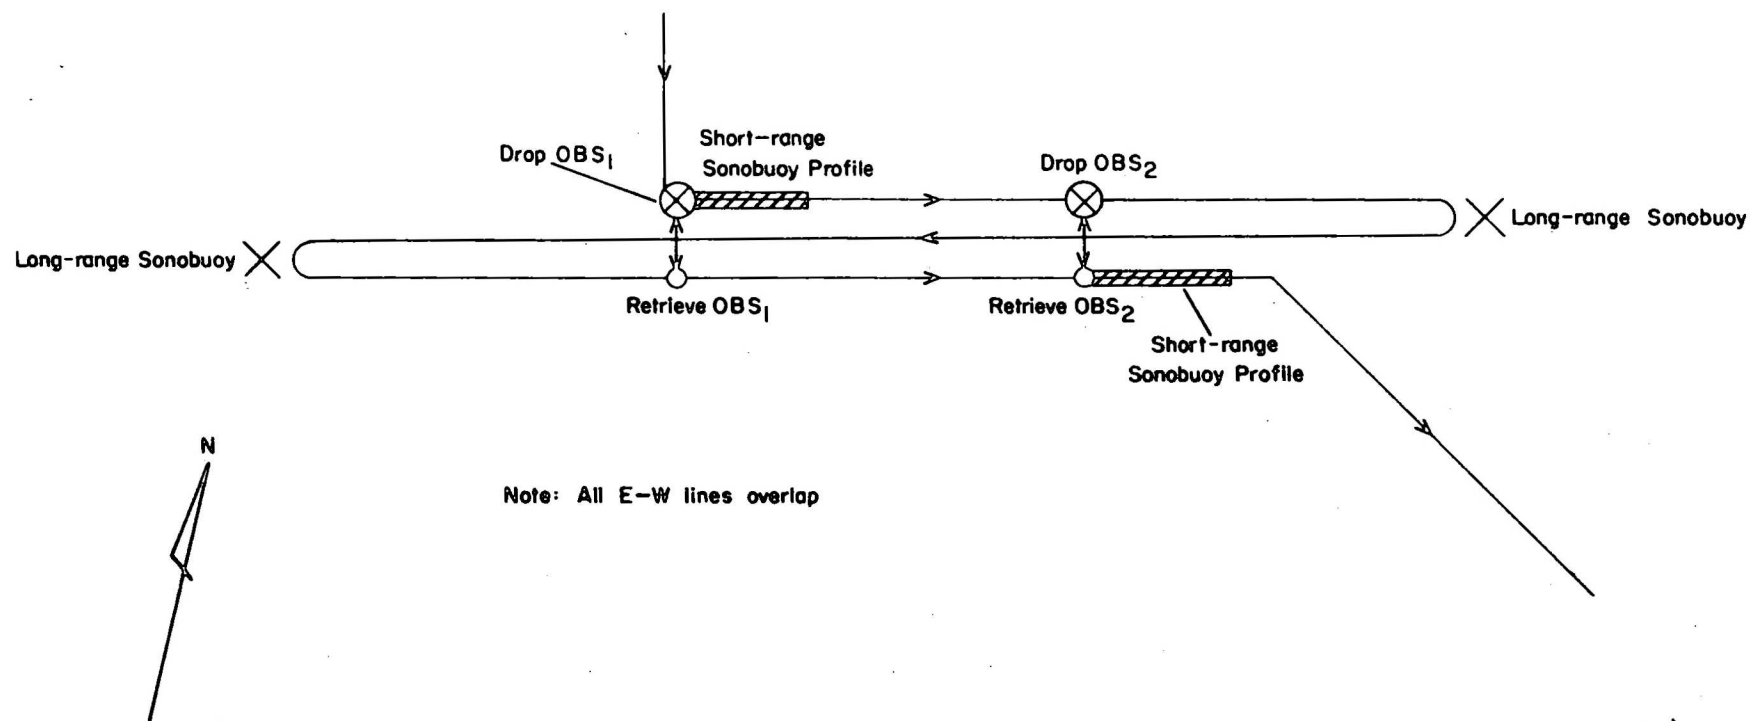 Short-range
Sonobuoy Profile
Drop OBS1
Drop OBS2
Long-range Sonobuoy
Long-range Sonobuoy
Retrieve OBS1
Retrieve OBS2
Short-range
Sonobuoy Profile
N
Note: All E-W lines overlap